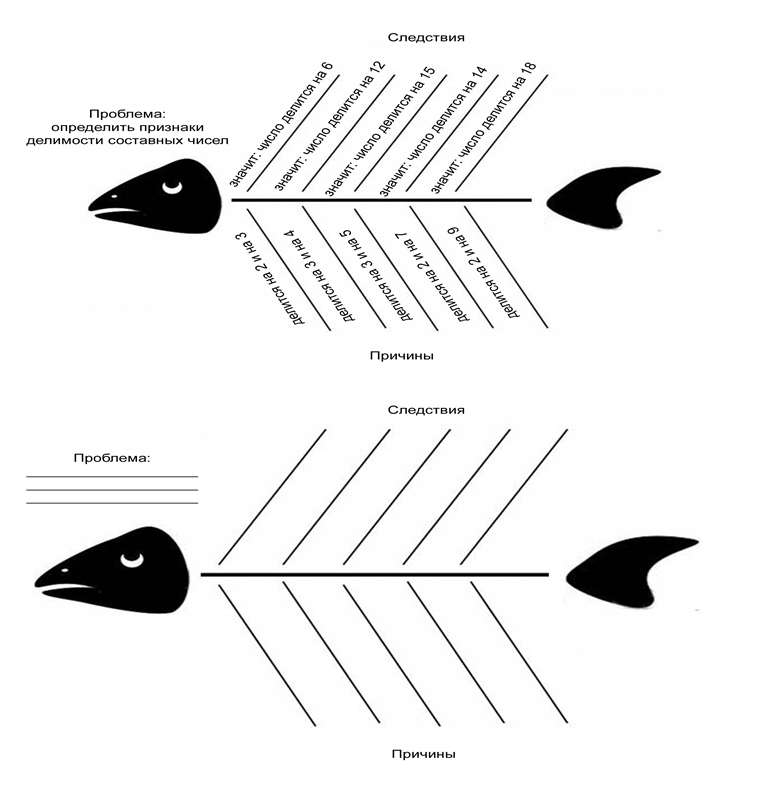 Следствия
Проблема:
определить признаки
делимости составных чисел
значит: число делится на 6
значит: число делится на 12
значит: число делится на 15
значит: число делится на 14
значит: число делится на 18
делится на 2 и на 3
делится на 3 и на 4
делится на 3 и на 5
делится на 2 и на 7
делится на 2 и на 9
Причины
Следствия
Проблема:
Причины